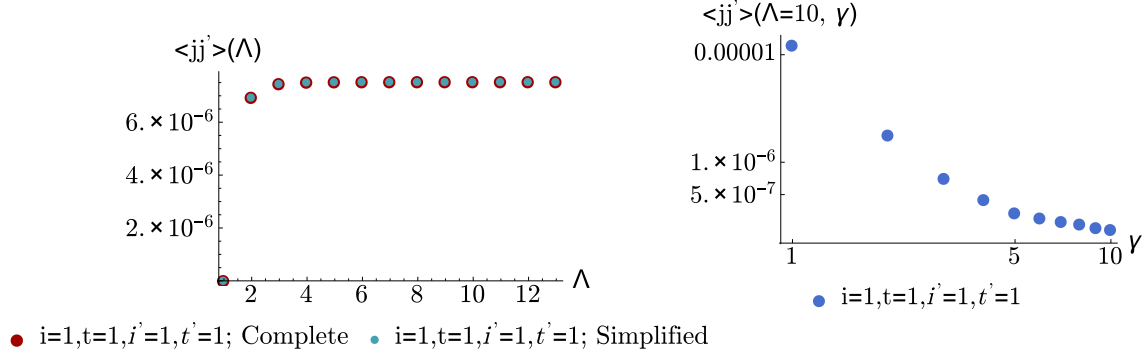 <jj'>(Λ)
6.×10^-6
4.×10^-6
2.×10^-6
2 4 6 8 10 12 Λ
i=1,t=1,i'=1,t'=1; Complete i=1,t=1,i'=1,t'=1; Simplified
<jj'>(Λ=10, γ)
0.00001
1.×10^-6
5.×10^-7
1 5 10 γ
i=1,t=1,i'=1,t'=1